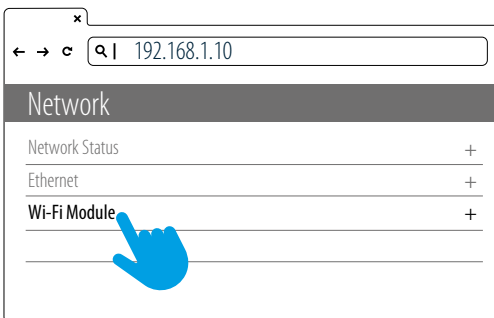 192.168.1.10
Network
Network Status +
Ethernet +
Wi-Fi Module +